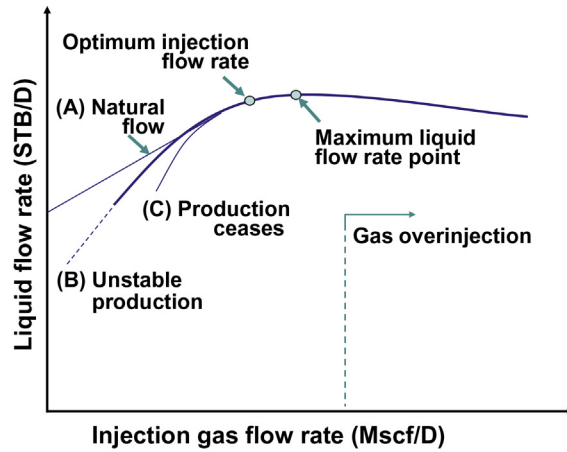 Optimum injection
flow rate
(A) Natural
flow
Maximum liquid
flow rate point
(C) Production
ceases
Gas overinjection
(B) Unstable
production
Liquid flow rate (STB/D)
Injection gas flow rate (Mscf/D)